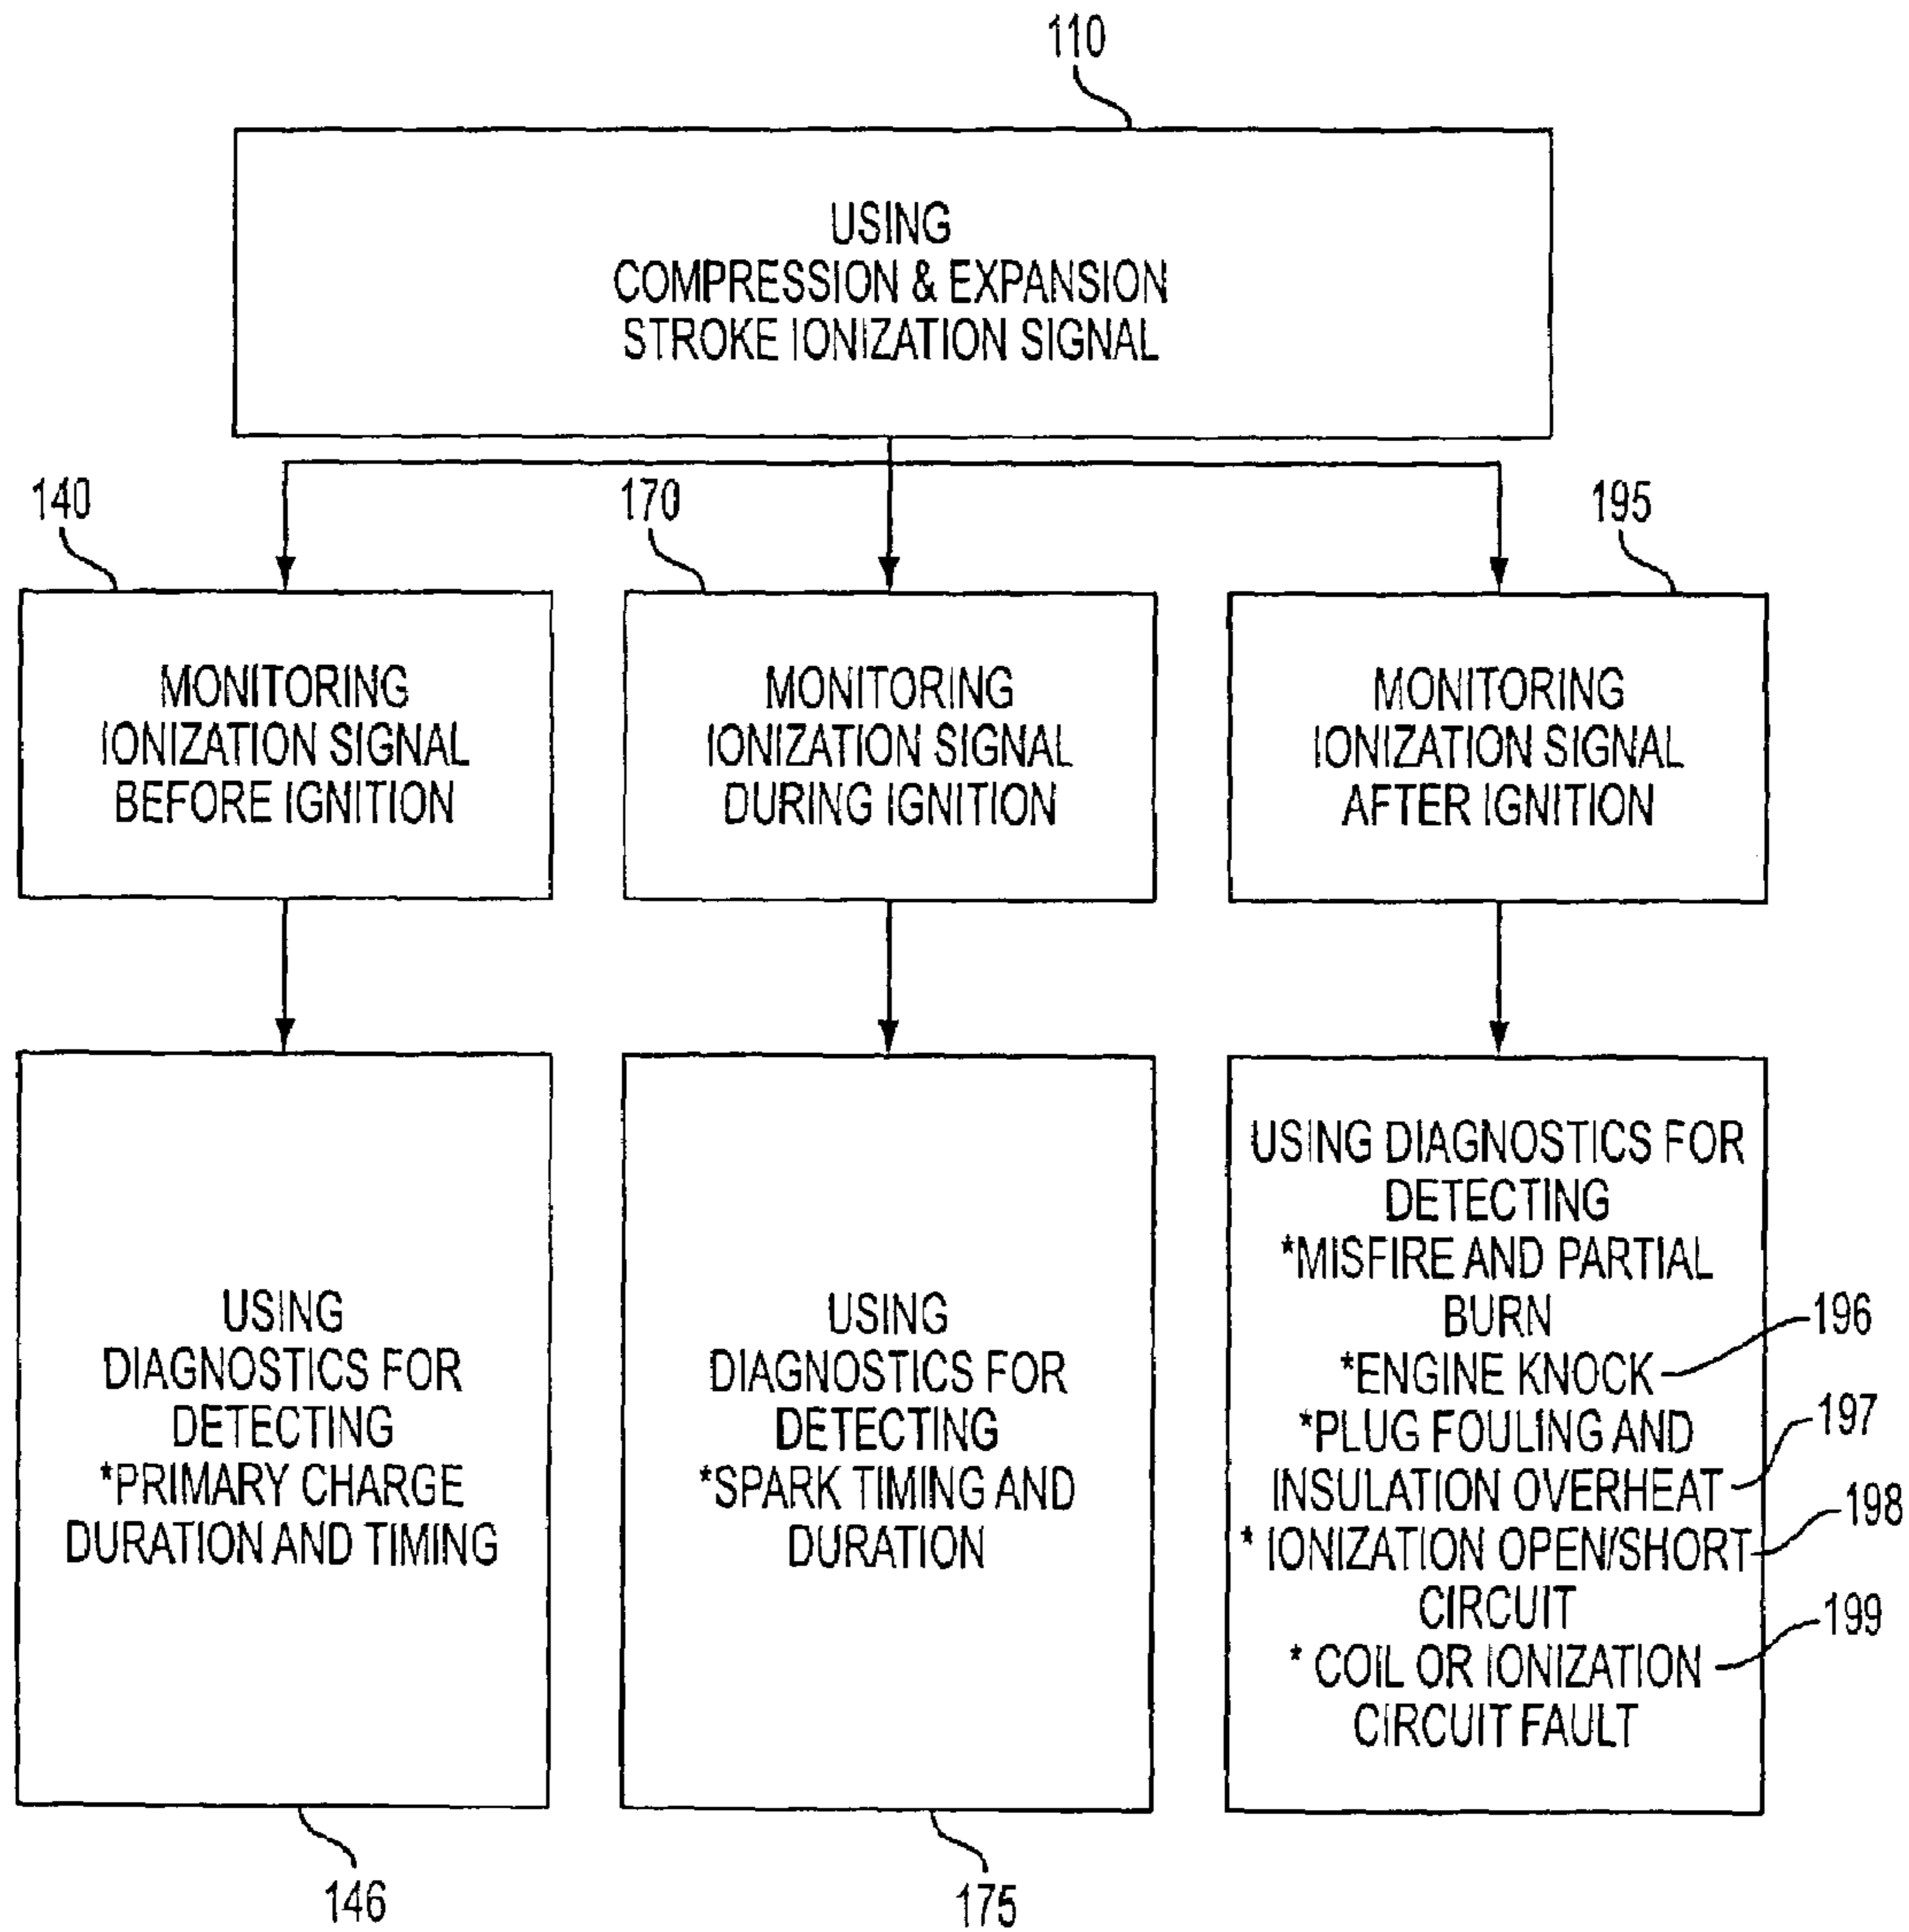 110
USING
COMPRESSION & EXPANSION
STROKE IONIZATION SIGNAL
140
170
195
MONITORING
IONIZATION SIGNAL
BEFORE IGNITION
MONITORING
IONIZATION SIGNAL
DURING IGNITION
MONITORING
IONIZATION SIGNAL
AFTER IGNITION
USING
DIAGNOSTICS FOR
DETECTING
*PRIMARY CHARGE
DURATION AND TIMING
146
USING
DIAGNOSTICS FOR
DETECTING
*SPARK TIMING AND
DURATION
175
USING DIAGNOSTICS FOR
DETECTING
*MISFIRE AND PARTIAL
BURN
*ENGINE KNOCK
196
*PLUG FOULING AND
INSULATION OVERHEAT
197
* IONIZATION OPEN/SHORT
198
CIRCUIT
* COIL OR IONIZATION
199
CIRCUIT FAULT